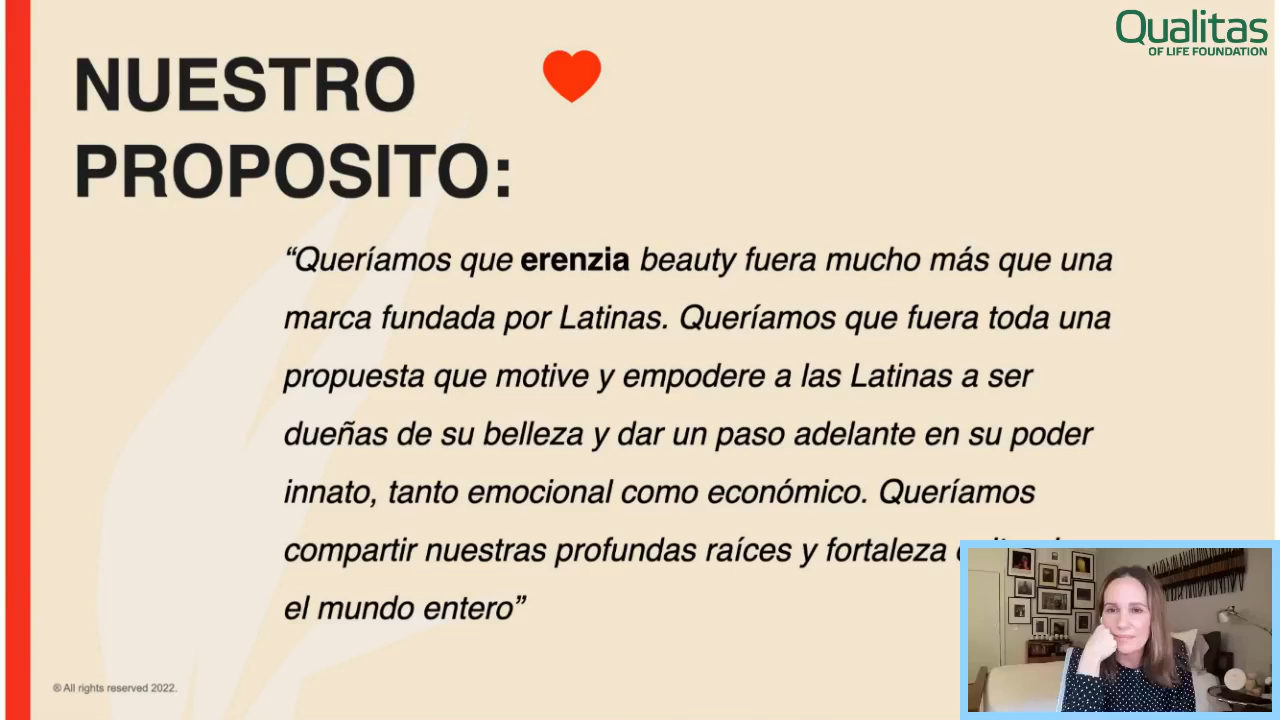 Qualitas
OF LIFE FOUNDATION
NUESTRO
PROPOSITO:
“Queríamos que erenzia beauty fuera mucho más que una
marca fundada por Latinas. Queríamos que fuera toda una
propuesta que motive y empodere a las Latinas a ser
dueñas de su belleza y dar un paso adelante en su poder
innato, tanto emocional como económico. Queríamos
compartir nuestras profundas raíces y fortaleza
el mundo entero”
® All rights reserved 2022.